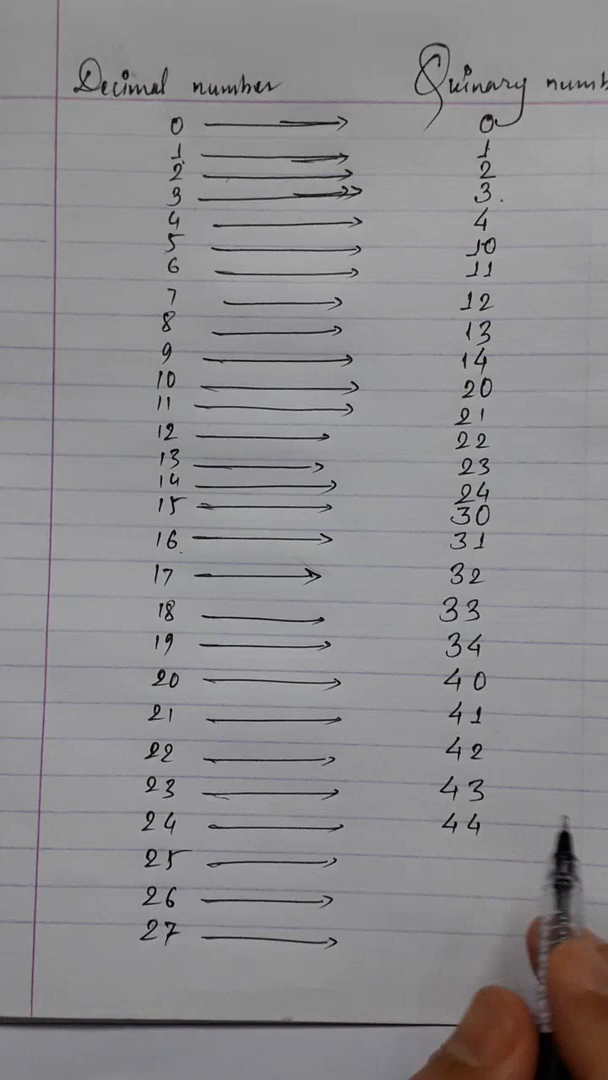 Decimal number Quinary numb
0 → 0
1 → 1
2 → 2
3 → 3.
4 → 4
5 → 10
6 → 11
7 → 12
8 → 13
9 → 14
10 → 20
11 → 21
12 → 22
13 → 23
14 → 24
15 → 30
16 → 31
17 → 32
18 → 33
19 → 34
20 → 40
21 → 41
22 → 42
23 → 43
24 → 44
25 →
26 →
27 →